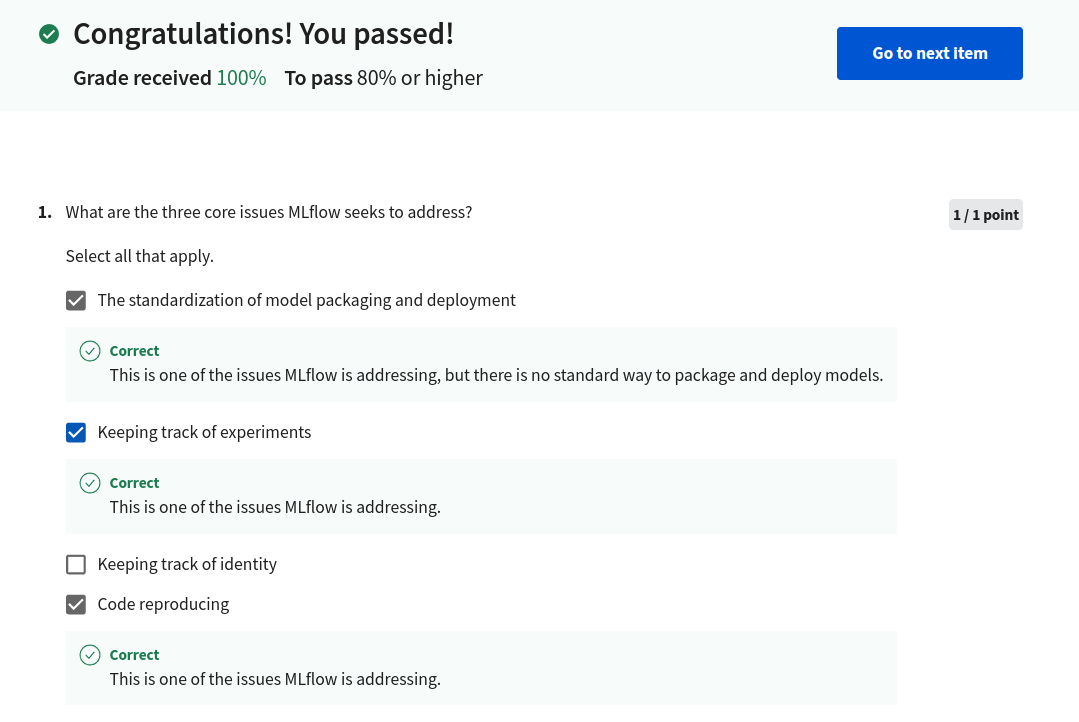 Congratulations! You passed!
Grade received 100% To pass 80% or higher
Go to next item
1. What are the three core issues MLflow seeks to address?
1 / 1 point
Select all that apply.
The standardization of model packaging and deployment
Correct
This is one of the issues MLflow is addressing, but there is no standard way to package and deploy models.
Keeping track of experiments
Correct
This is one of the issues MLflow is addressing.
Keeping track of identity
Code reproducing
Correct
This is one of the issues MLflow is addressing.